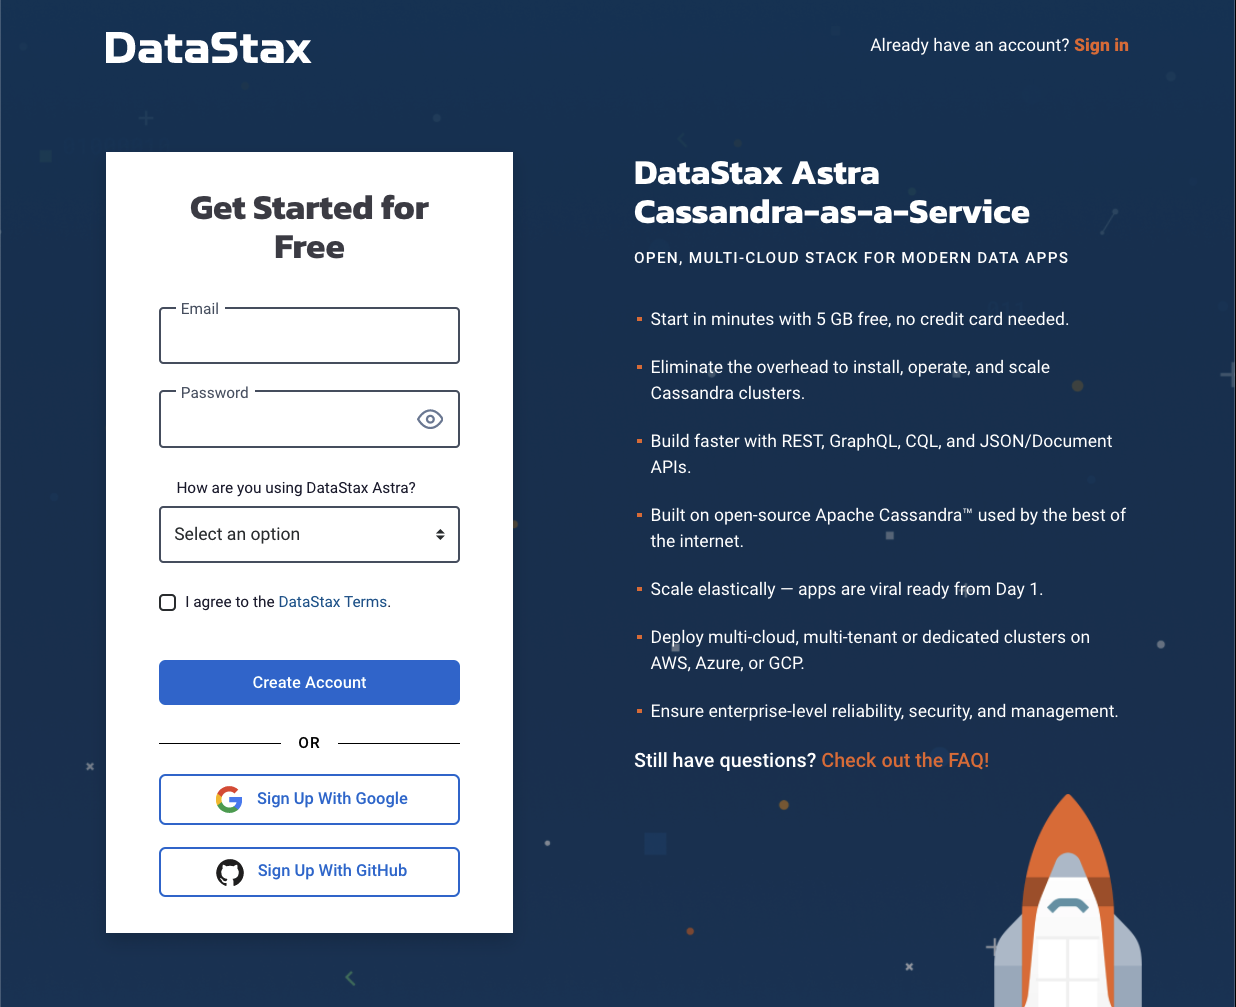 DataStax
Already have an account? Sign in
Get Started for
Free
Email
Password
How are you using DataStax Astra?
Select an option
I agree to the DataStax Terms.
Create Account
OR
Sign Up With Google
Sign Up With GitHub
DataStax Astra
Cassandra-as-a-Service
OPEN, MULTI-CLOUD STACK FOR MODERN DATA APPS
Start in minutes with 5 GB free, no credit card needed.
Eliminate the overhead to install, operate, and scale
Cassandra clusters.
Build faster with REST, GraphQL, CQL, and JSON/Document
APIs.
Built on open-source Apache Cassandra™ used by the best of
the internet.
Scale elastically — apps are viral ready from Day 1.
Deploy multi-cloud, multi-tenant or dedicated clusters on
AWS, Azure, or GCP.
Ensure enterprise-level reliability, security, and management.
Still have questions? Check out the FAQ!